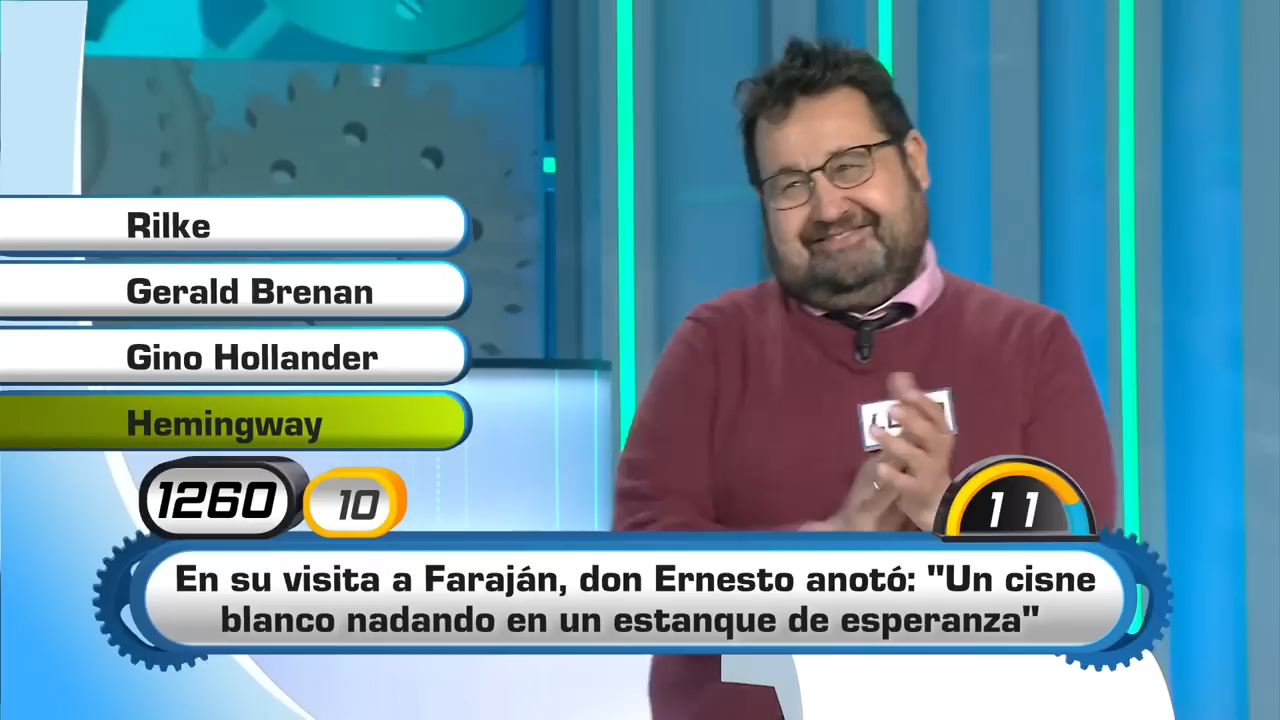 Rilke
Gerald Brenan
Gino Hollander
Hemingway
1260
10
11
En su visita a Faraján, don Ernesto anotó: "Un cisne
blanco nadando en un estanque de esperanza"